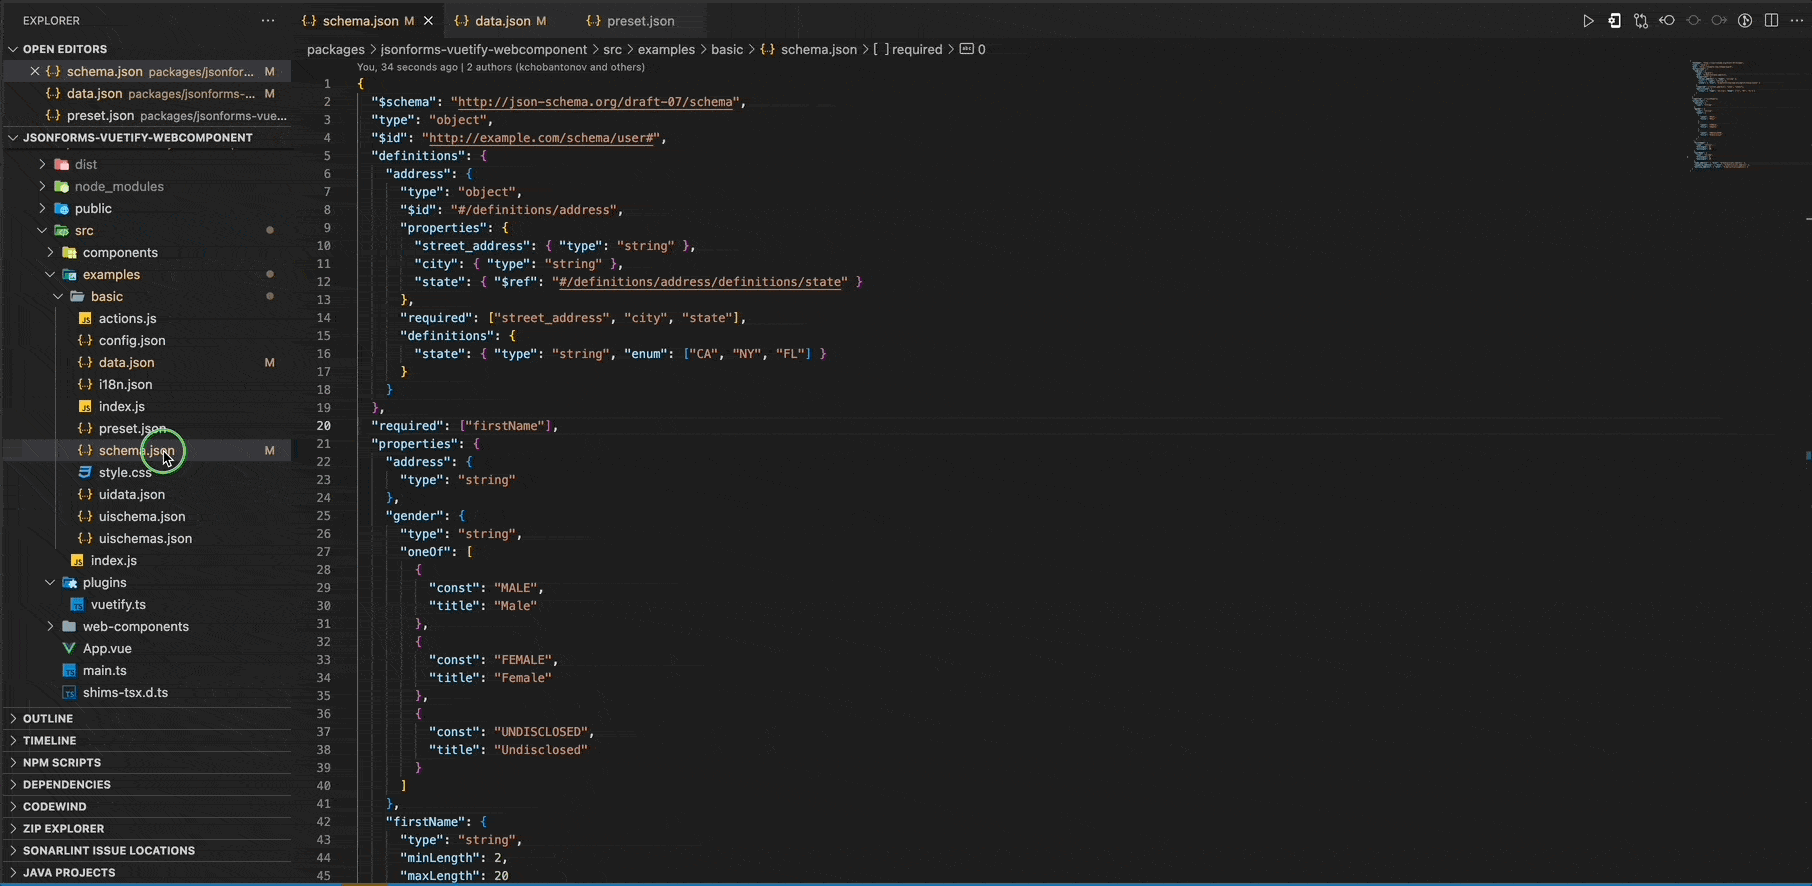 EXPLORER ···
OPEN EDITORS
schema.json packages/jsonfor... M
data.json packages/jsonforms-... M
preset.json packages/jsonforms-vue...
JSONFORMS-VUETIFY-WEBCOMPONENT
dist
node_modules
public
src
components
examples
basic
actions.js
config.json
data.json M
i18n.json
index.js
preset.json
schema.json M
style.css
uidata.json
uischema.json
uischemas.json
index.js
plugins
vuetify.ts
web-components
App.vue
main.ts
shims-tsx.d.ts
OUTLINE
TIMELINE
NPM SCRIPTS
DEPENDENCIES
CODEWIND
ZIP EXPLORER
SONARLINT ISSUE LOCATIONS
JAVA PROJECTS
{..} schema.json M {..} data.json M {..} preset.json
packages > jsonforms-vuetify-webcomponent > src > examples > basic > {..} schema.json > [ ] required > abc 0
You, 34 seconds ago | 2 authors (kchobantonov and others)
1 {
2 "$schema": "http://json-schema.org/draft-07/schema",
3 "type": "object",
4 "$id": "http://example.com/schema/user#",
5 "definitions": {
6 "address": {
7 "type": "object",
8 "$id": "#/definitions/address",
9 "properties": {
10 "street_address": { "type": "string" },
11 "city": { "type": "string" },
12 "state": { "$ref": "#/definitions/address/definitions/state" }
13 },
14 "required": ["street_address", "city", "state"],
15 "definitions": {
16 "state": { "type": "string", "enum": ["CA", "NY", "FL"] }
17 }
18 }
19 },
20 "required": ["firstName"],
21 "properties": {
22 "address": {
23 "type": "string"
24 },
25 "gender": {
26 "type": "string",
27 "oneOf": [
28 {
29 "const": "MALE",
30 "title": "Male"
31 },
32 {
33 "const": "FEMALE",
34 "title": "Female"
35 },
36 {
37 "const": "UNDISCLOSED",
38 "title": "Undisclosed"
39 }
40 ]
41 },
42 "firstName": {
43 "type": "string",
44 "minLength": 2,
45 "maxLength": 20